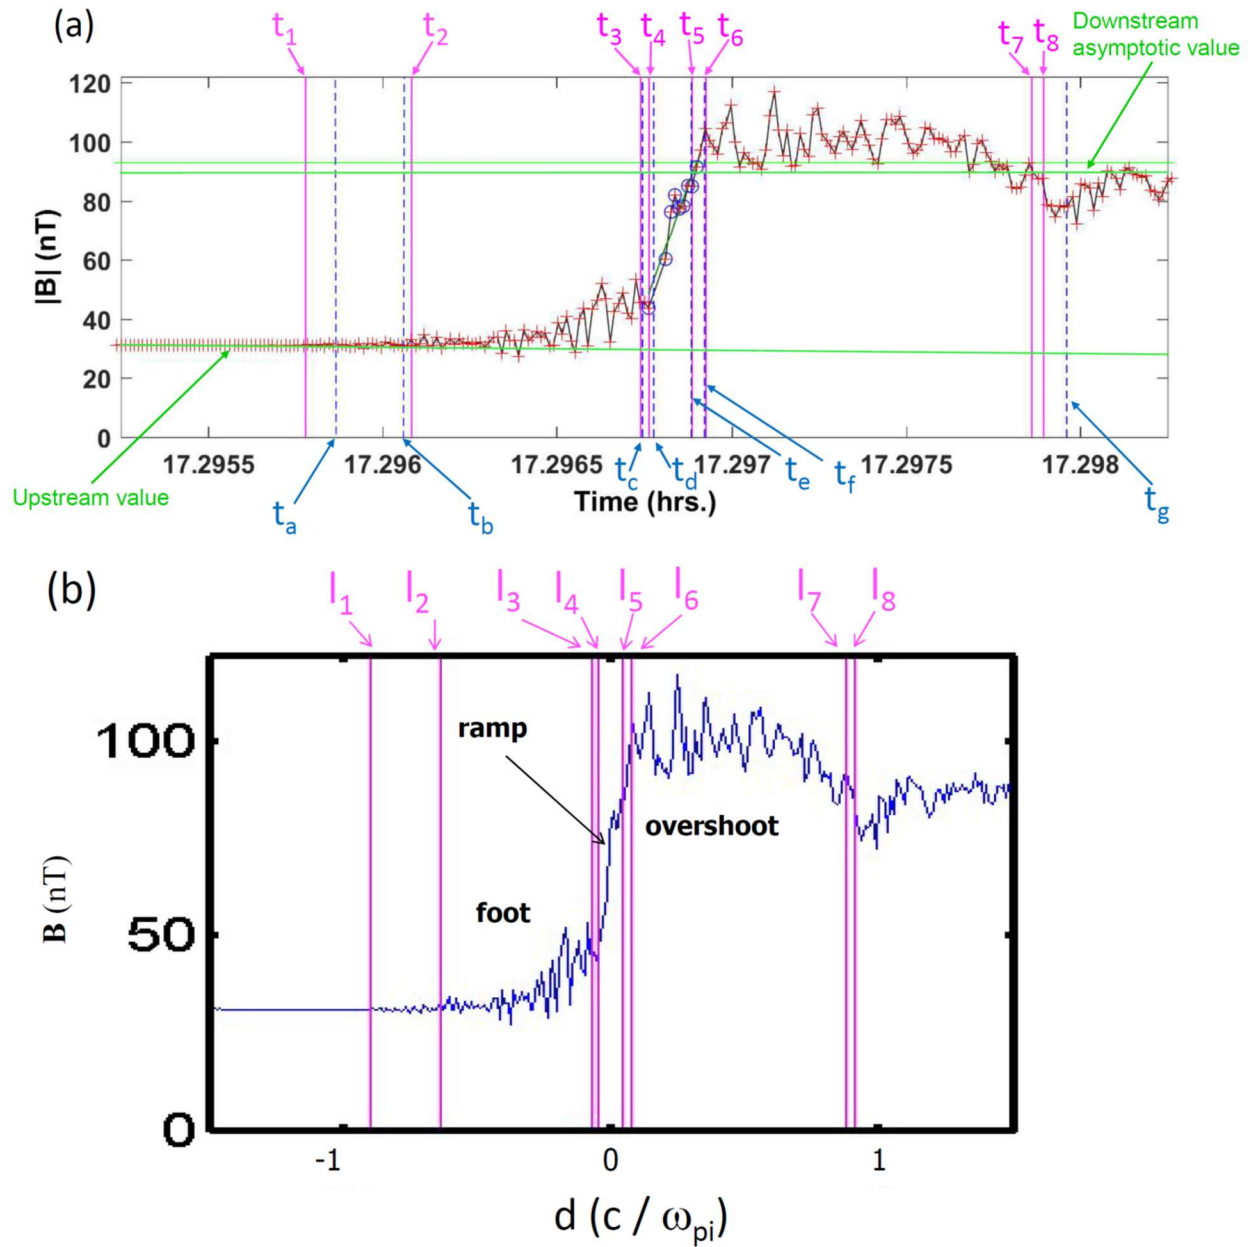 (a)
t1 t2 t3 t4 t5 t6 t7 t8
Downstream
asymptotic value
120
100
80
60
40
20
0
|B| (nT)
17.2955 17.296 17.2965 17.297 17.2975 17.298
Time (hrs.)
Upstream value
ta tb tc td te tf tg
(b)
l1 l2 l3 l4 l5 l6 l7 l8
ramp
overshoot
foot
100
50
0
B (nT)
-1 0 1
d (c / ωpi)